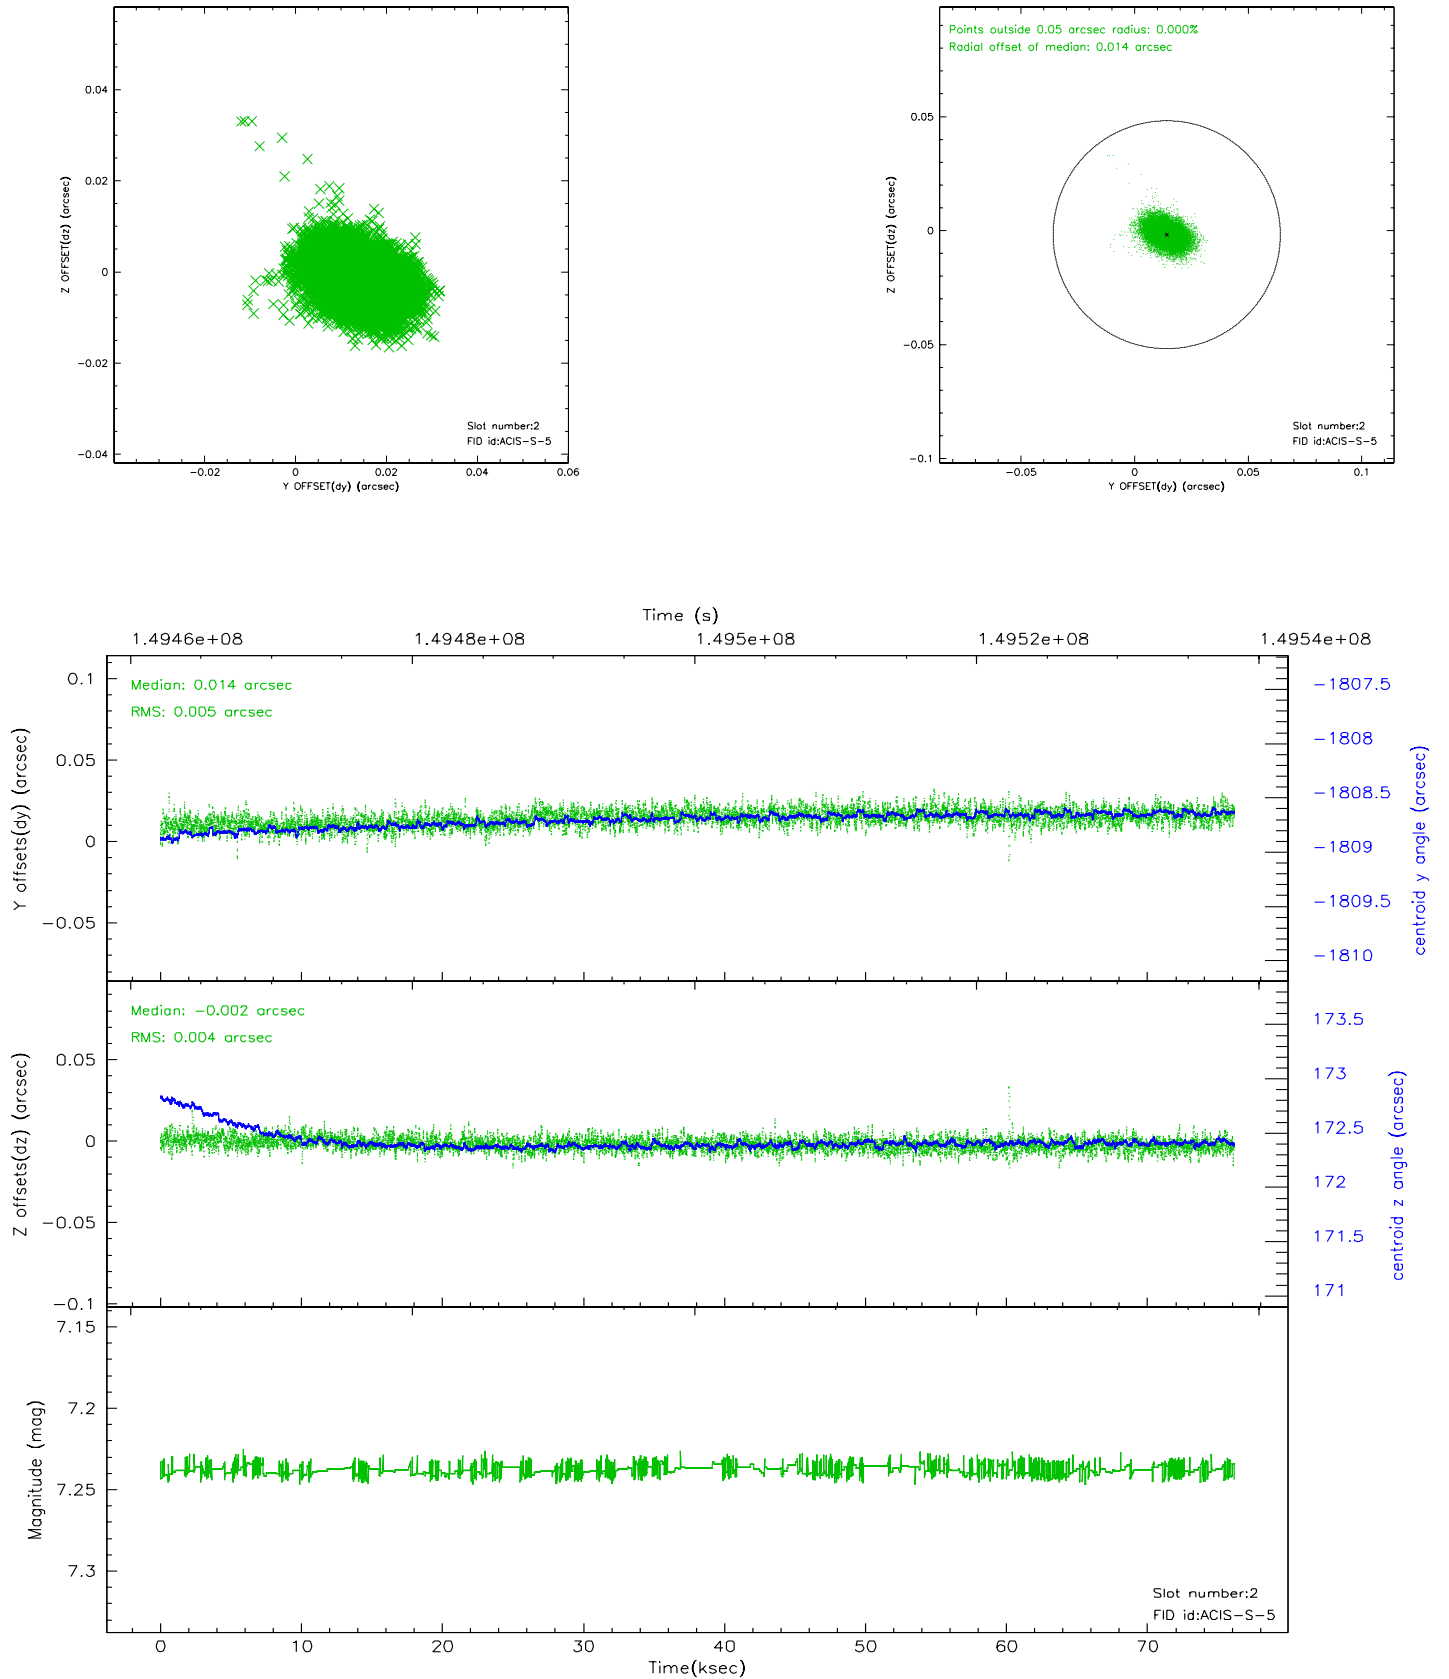 0.04
0.02
0
−0.02
−0.04
Z OFFSET(dz) (arcsec)
−0.02 0 0.02 0.04 0.06
Y OFFSET(dy) (arcsec)
Slot number:2
FID id:ACIS−S−5
Points outside 0.05 arcsec radius: 0.000%
Radial offset of median: 0.014 arcsec
0.05
0
−0.05
−0.1
Z OFFSET(dz) (arcsec)
−0.05 0 0.05 0.1
Y OFFSET(dy) (arcsec)
Slot number:2
FID id:ACIS−S−5
Time (s)
1.4946e+08 1.4948e+08 1.495e+08 1.4952e+08 1.4954e+08
Median: 0.014 arcsec
RMS: 0.005 arcsec
0.1
0.05
0
−0.05
Y offsets(dy) (arcsec)
−1807.5
−1808
−1808.5
−1809
−1809.5
−1810
centroid y angle (arcsec)
Median: −0.002 arcsec
RMS: 0.004 arcsec
0.05
0
−0.05
−0.1
Z offsets(dz) (arcsec)
173.5
173
172.5
172
171.5
171
centroid z angle (arcsec)
7.15
7.2
7.25
7.3
Magnitude (mag)
Slot number:2
FID id:ACIS−S−5
0 10 20 30 40 50 60 70
Time(ksec)